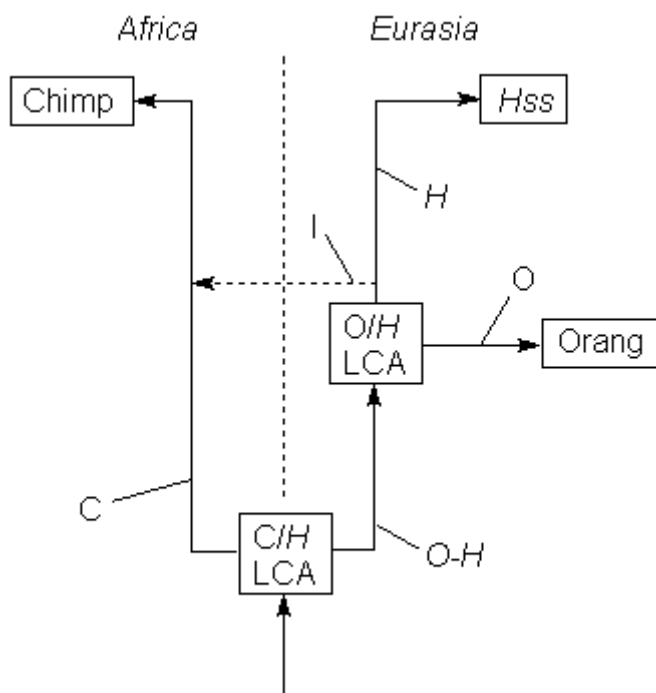 Africa
Eurasia
Chimp
Hss
H
I
O
O/H
LCA
Orang
C
C/H
LCA
O-H